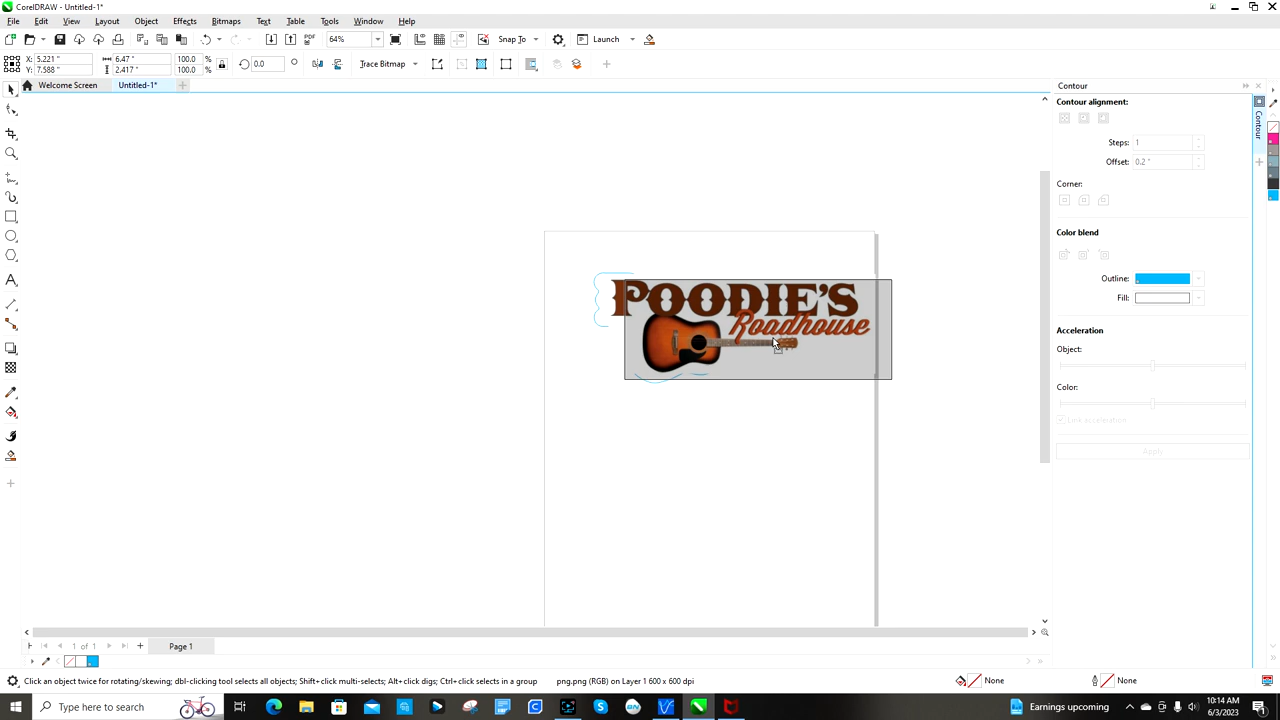 CorelDRAW - Untitled-1*
File Edit View Layout Object Effects Bitmaps Text Table Tools Window Help
64% Snap To Launch
X: 5.221 " 6.47 " 100.0 % 0.0 ° Trace Bitmap
Y: 7.588 " 2.417 " 100.0 %
Welcome Screen Untitled-1*
Contour
Contour alignment:
Steps: 1
Offset: 0.2 "
Corner:
Color blend
Outline:
Fill:
Acceleration
Object:
Color:
Link acceleration
Apply
Contour
POODIE'S
Roadhouse
1 of 1 Page 1
Click an object twice for rotating/skewing; dbl-clicking tool selects all objects; Shift+click multi-selects; Alt+click digs; Ctrl+click selects in a group png.png (RGB) on Layer 1 600 x 600 dpi None None
Type here to search Earnings upcoming 10:14 AM
6/3/2023